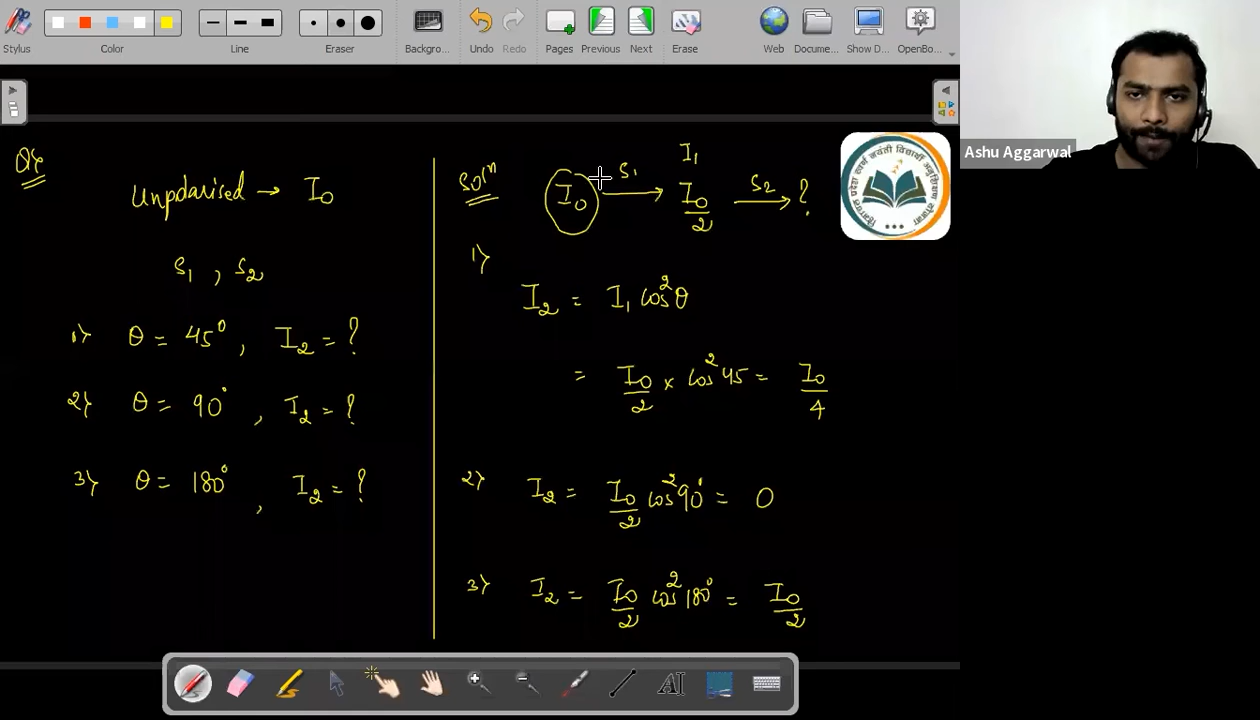 Stylus
Color
Line
Eraser
Backgro...
Undo
Redo
Pages
Previous
Next
Erase
Web
Docume...
Show D...
OpenBo...
Ashu Aggarwal
Unpolarised → I₀
S₁ , S₂
1) θ = 45° , I₂ = ?
2) θ = 90° , I₂ = ?
3) θ = 180° , I₂ = ?
Solⁿ
I₀ S₁→ I₁ I₀/2 S₂→ ?
1)
I₂ = I₁ cos²θ
= I₀/2 × cos²45 = I₀/4
2) I₂ = I₀/2 cos²90° = 0
3) I₂ = I₀/2 cos²180° = I₀/2